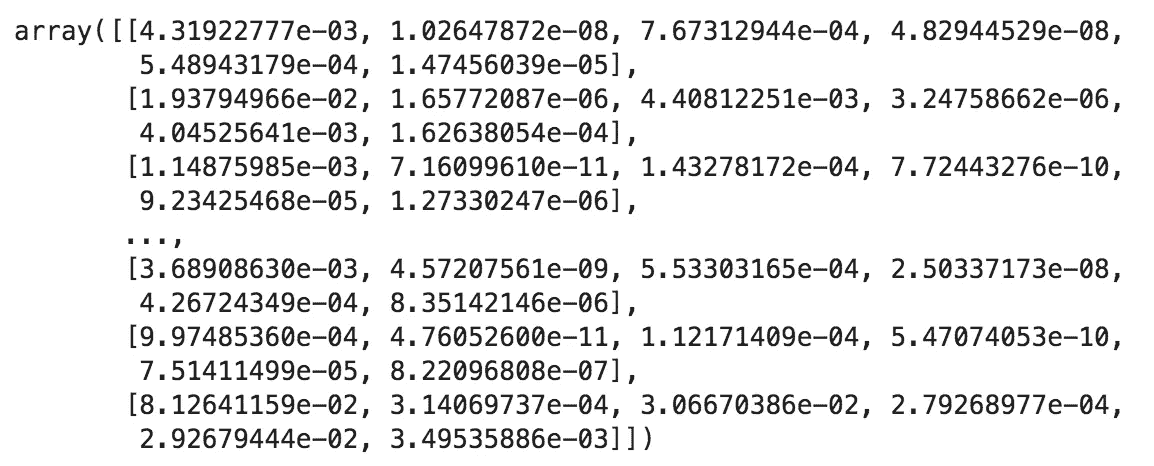 array([[4.31922777e-03, 1.02647872e-08, 7.67312944e-04, 4.82944529e-08,
5.48943179e-04, 1.47456039e-05],
[1.93794966e-02, 1.65772087e-06, 4.40812251e-03, 3.24758662e-06,
4.04525641e-03, 1.62638054e-04],
[1.14875985e-03, 7.16099610e-11, 1.43278172e-04, 7.72443276e-10,
9.23425468e-05, 1.27330247e-06],
...,
[3.68908630e-03, 4.57207561e-09, 5.53303165e-04, 2.50337173e-08,
4.26724349e-04, 8.35142146e-06],
[9.97485360e-04, 4.76052600e-11, 1.12171409e-04, 5.47074053e-10,
7.51411499e-05, 8.22096808e-07],
[8.12641159e-02, 3.14069737e-04, 3.06670386e-02, 2.79268977e-04,
2.92679444e-02, 3.49535886e-03]])